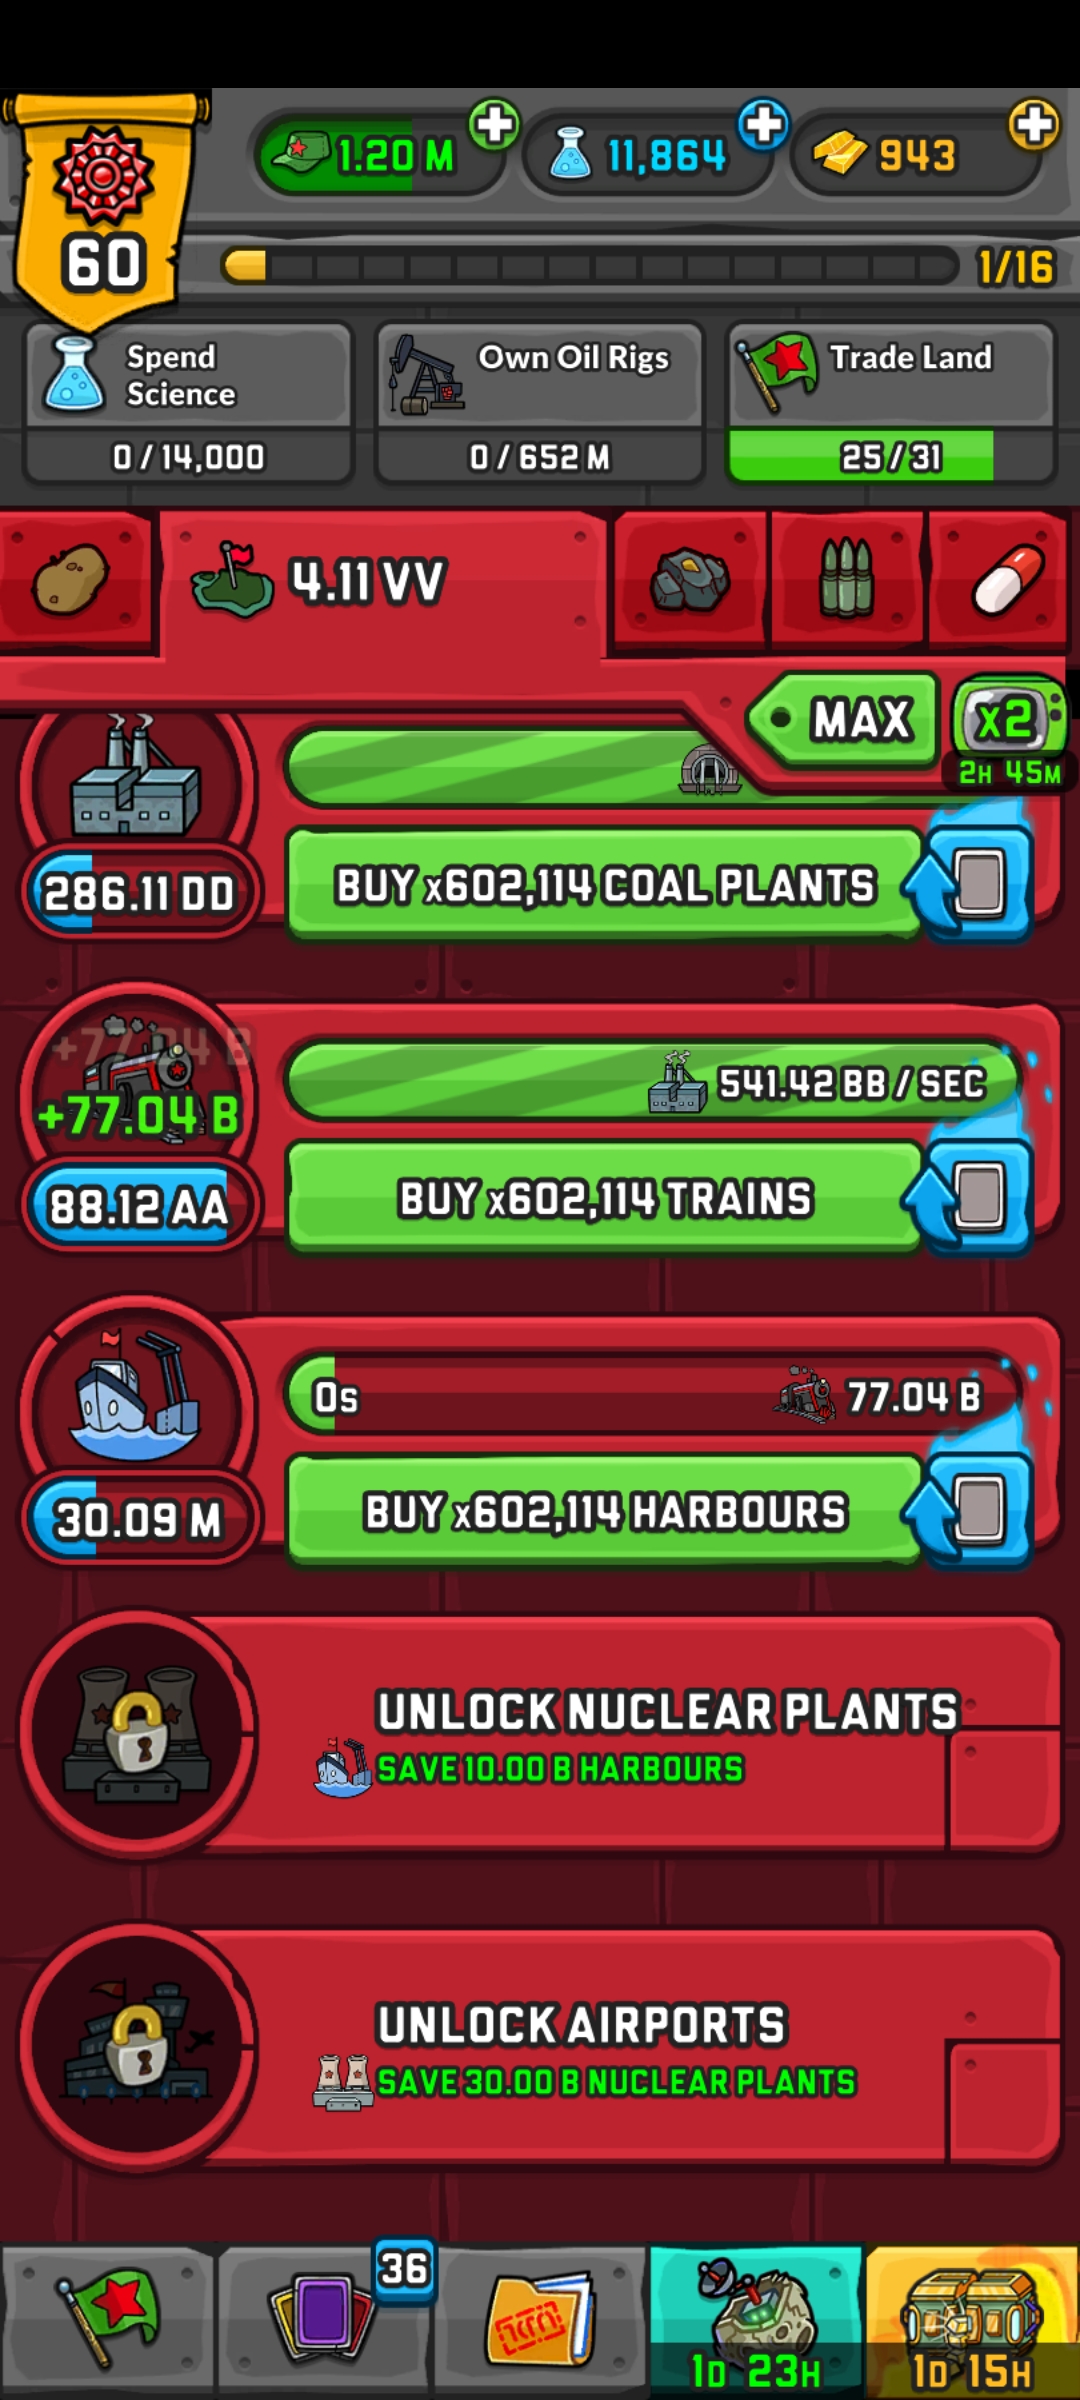 1.20 M
11,864
943
60
1/16
Spend
Science
0/14,000
Own Oil Rigs
0/652 M
Trade Land
25/31
4.11 VV
MAX
x2
2H 45M
286.11 DD
BUY x602,114 COAL PLANTS
+77.04 B
+77.04 B
541.42 BB / SEC
88.12 AA
BUY x602,114 TRAINS
0s
77.04 B
30.09 M
BUY x602,114 HARBOURS
UNLOCK NUCLEAR PLANTS
SAVE 10.00 B HARBOURS
UNLOCK AIRPORTS
SAVE 30.00 B NUCLEAR PLANTS
36
1D 23H
1D 15H